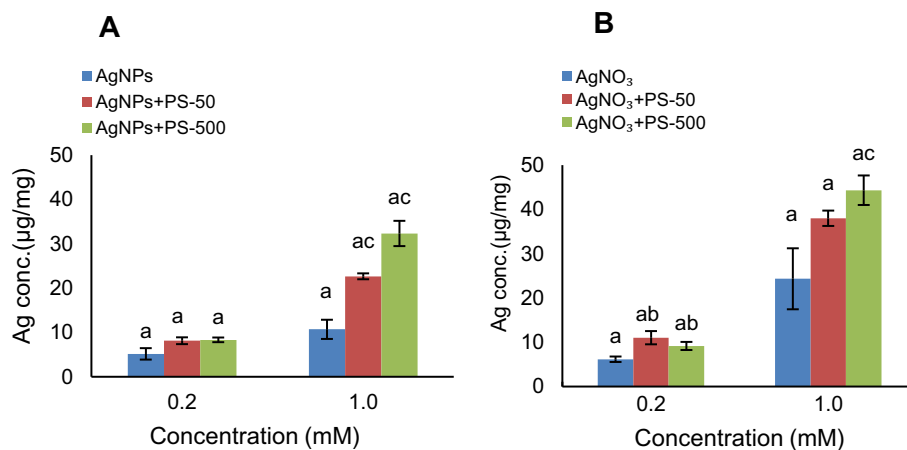 A
AgNPs
AgNPs+PS-50
AgNPs+PS-500
50
40
30
20
10
0
Ag conc.(µg/mg)
a
a
a
a
ac
ac
0.2
1.0
Concentration (mM)
B
AgNO₃
AgNO₃+PS-50
AgNO₃+PS-500
50
40
30
20
10
0
Ag conc.(µg/mg)
a
ab
ab
a
a
ac
0.2
1.0
Concentration (mM)